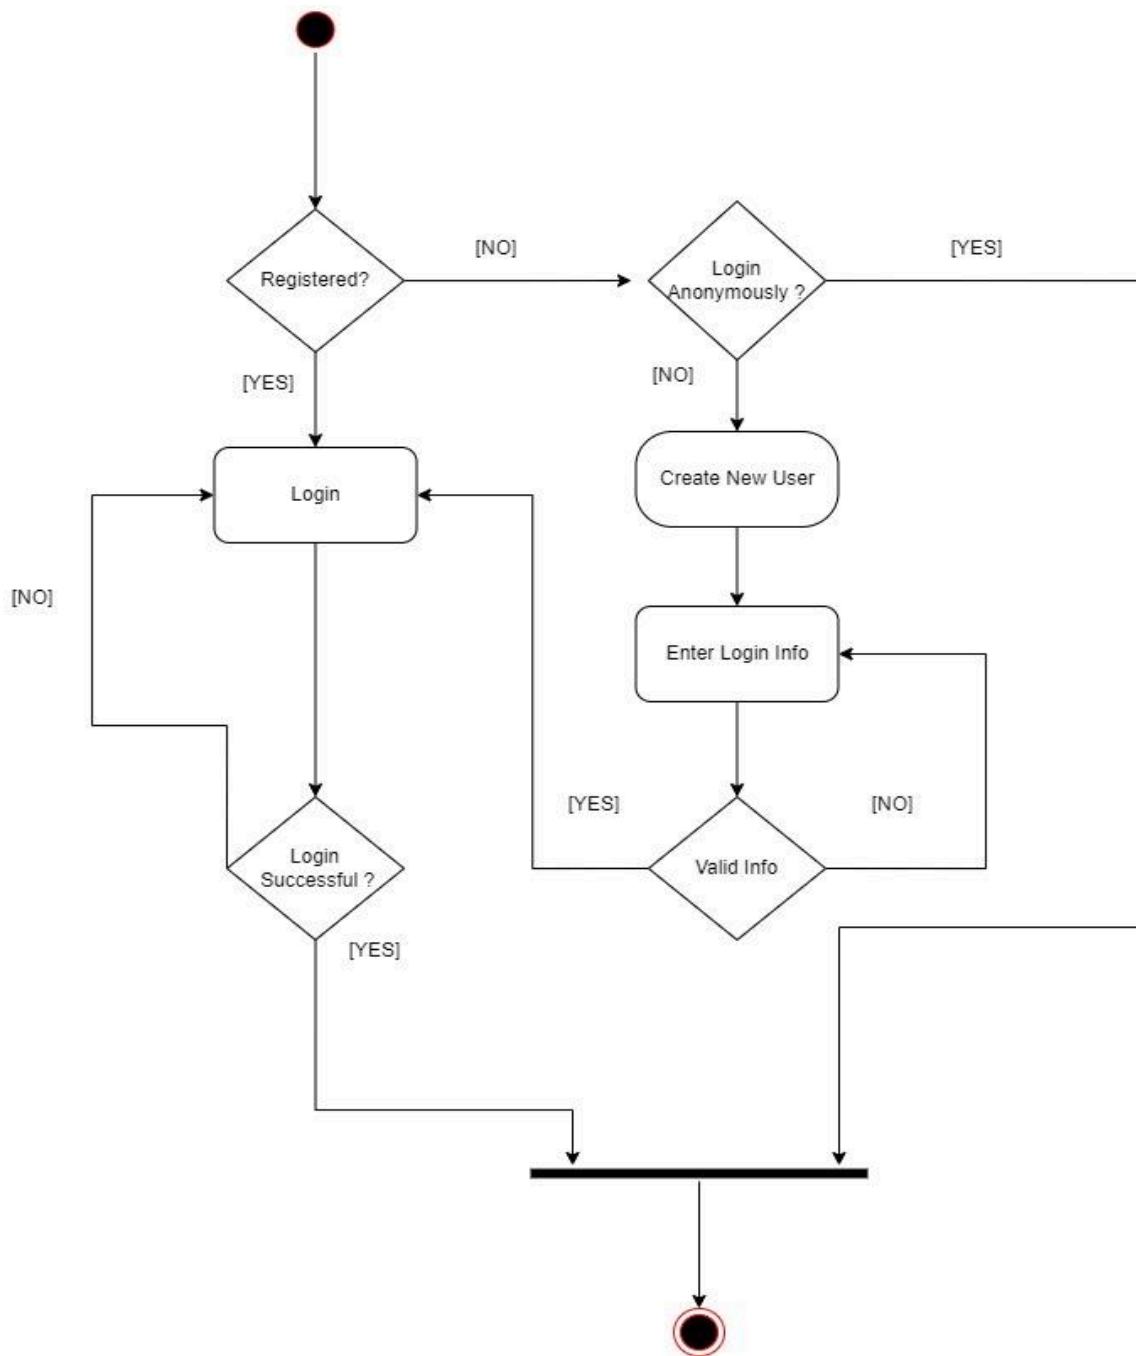 [NO]
[YES]
Registered?
Login
Anonymously ?
[YES]
[NO]
Login
Create New User
[NO]
Enter Login Info
[YES]
[NO]
Login
Successful ?
Valid Info
[YES]